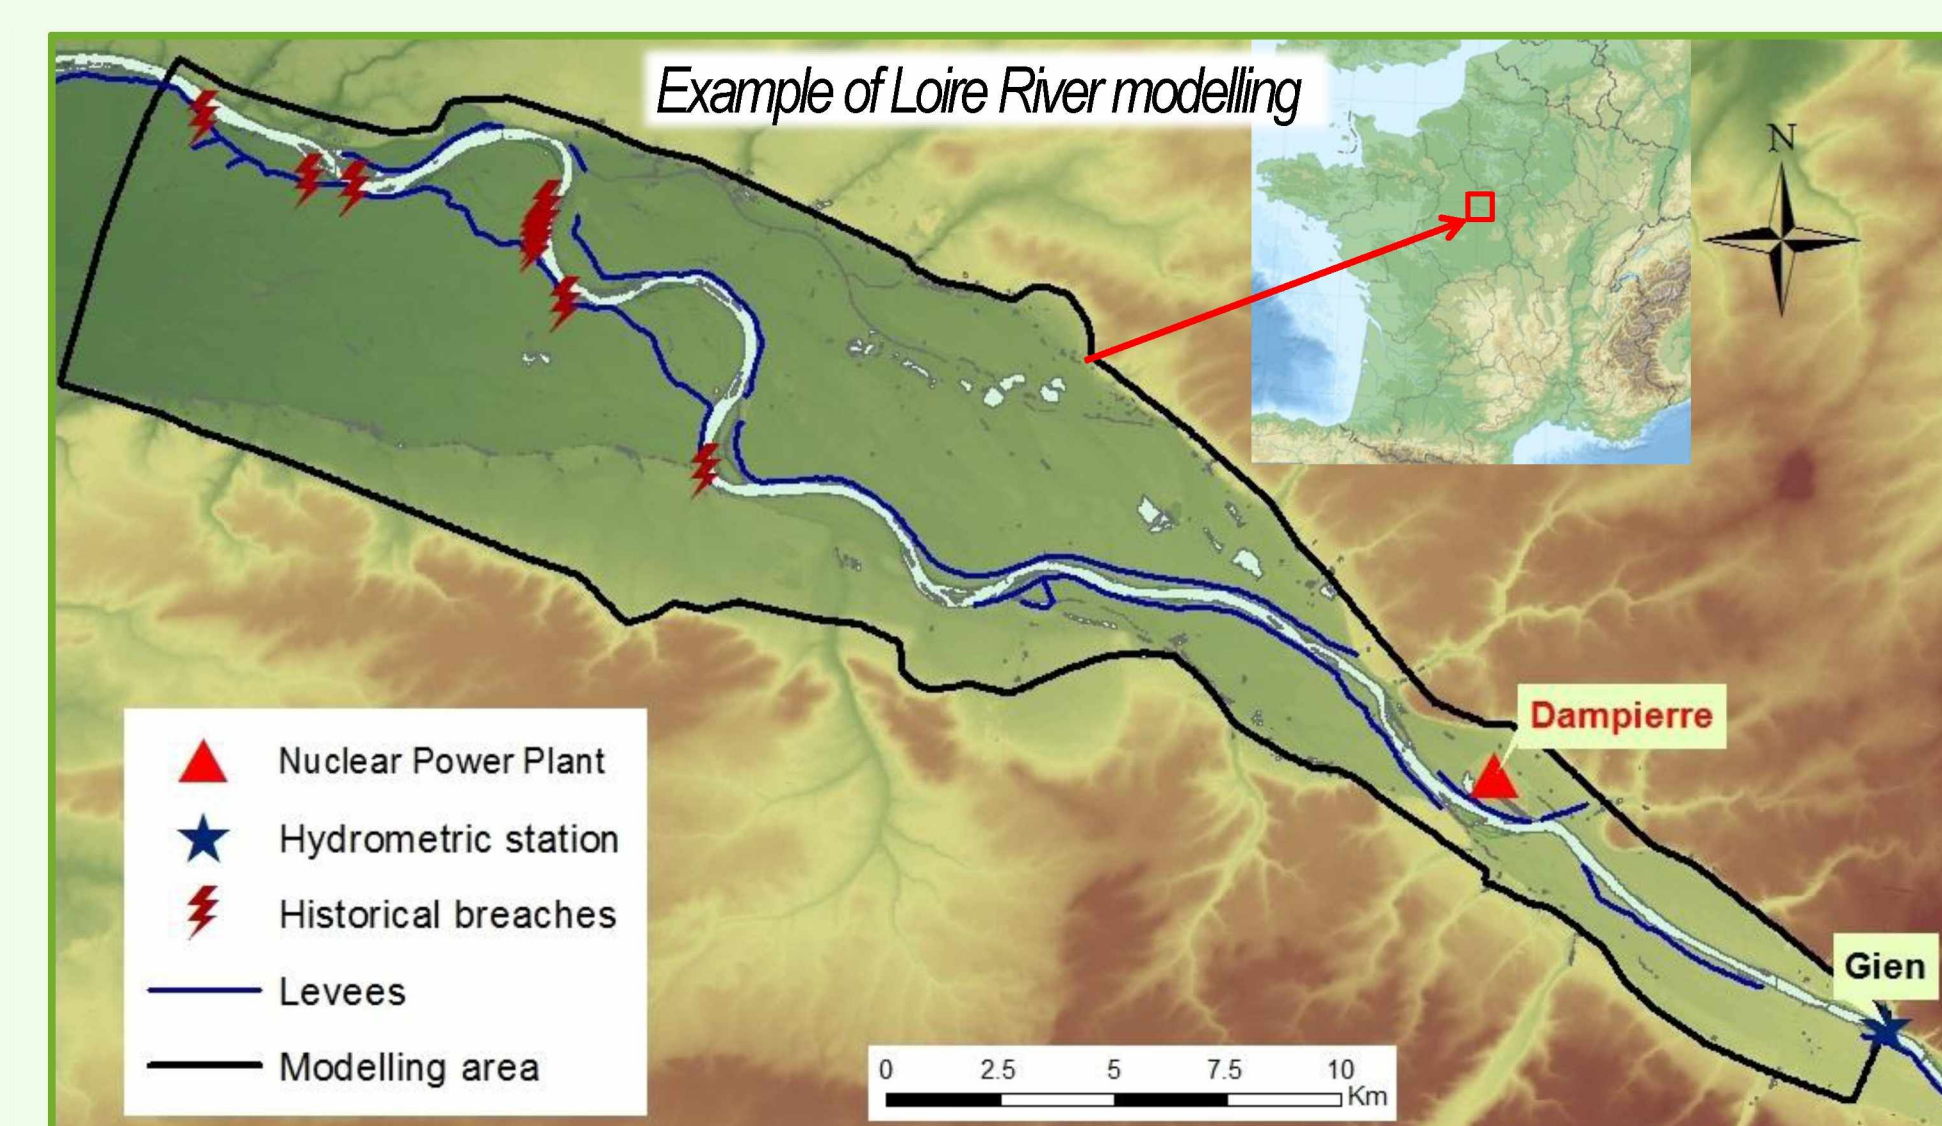 Example of Loire River modelling
N
Dampierre
Gien
Nuclear Power Plant
Hydrometric station
Historical breaches
Levees
Modelling area
0 2.5 5 7.5 10
Km